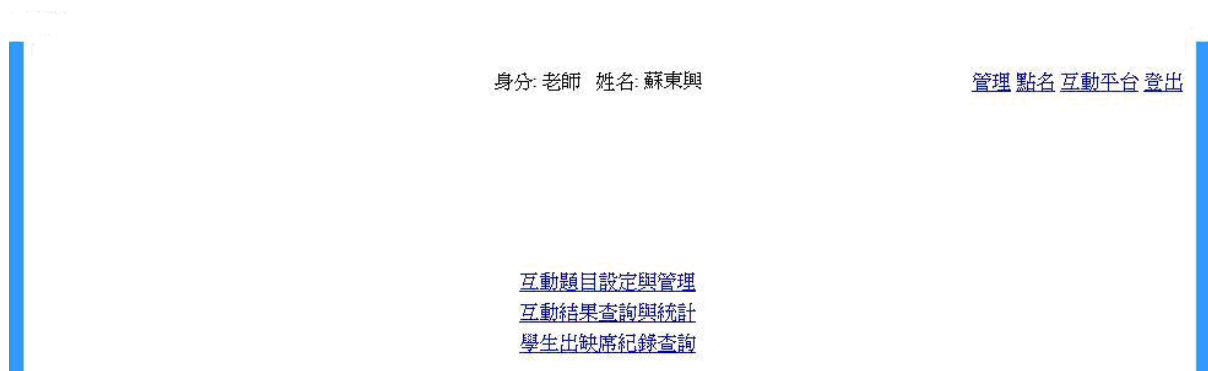 身分: 老師 姓名: 蘇東興 管理 點名 互動平台 登出
互動題目設定與管理
互動結果查詢與統計
學生出缺席紀錄查詢